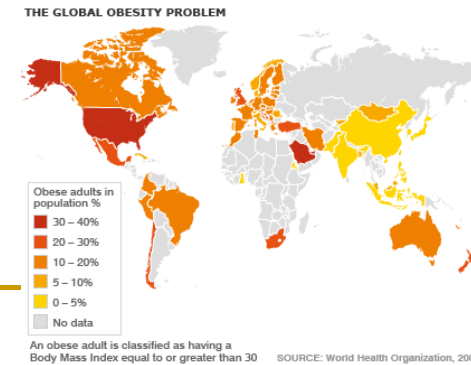 THE GLOBAL OBESITY PROBLEM
Obese adults in
population %
30 – 40%
20 – 30%
10 – 20%
5 – 10%
0 – 5%
No data
An obese adult is classified as having a
Body Mass Index equal to or greater than 30
SOURCE: World Health Organization,